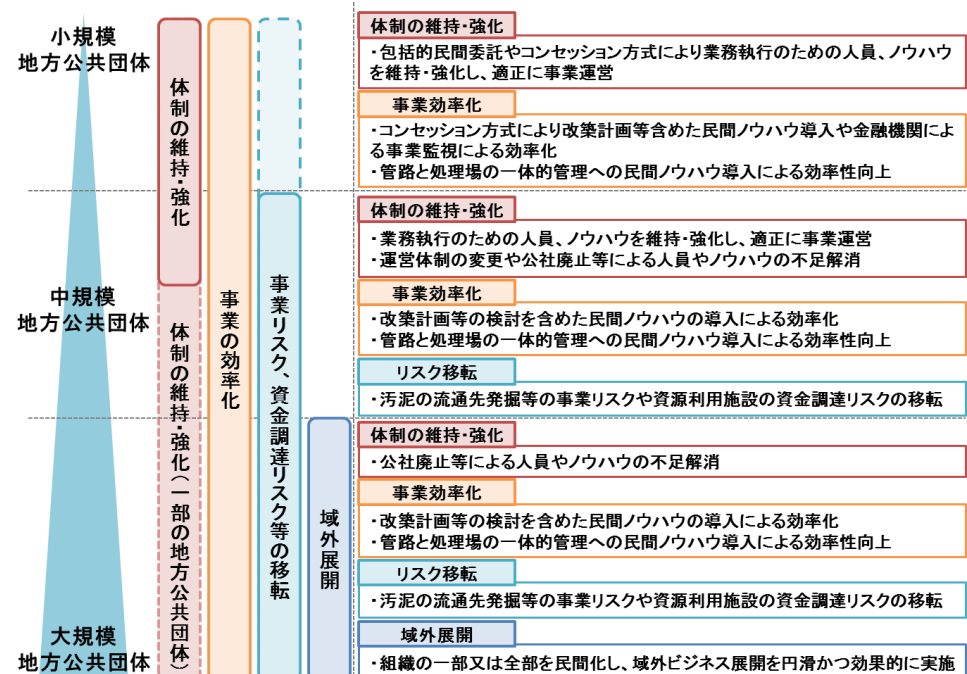 小規模
地方公共団体
中規模
地方公共団体
大規模
地方公共団体
体制の維持・強化
体制の維持・強化（一部の地方公共団体）
事業の効率化
事業リスク、資金調達リスク等の移転
域外展開
体制の維持・強化
・包括的民間委託やコンセッション方式により業務執行のための人員、ノウハウ
を維持・強化し、適正に事業運営
事業効率化
・コンセッション方式により改築計画等含めた民間ノウハウ導入や金融機関によ
る事業監視による効率化
・管路と処理場の一体的管理への民間ノウハウ導入による効率性向上
体制の維持・強化
・業務執行のための人員、ノウハウを維持・強化し、適正に事業運営
・運営体制の変更や公社廃止等による人員やノウハウの不足解消
事業効率化
・改築計画等の検討を含めた民間ノウハウの導入による効率化
・管路と処理場の一体的管理への民間ノウハウ導入による効率性向上
リスク移転
・汚泥の流通先発掘等の事業リスクや資源利用施設の資金調達リスクの移転
体制の維持・強化
・公社廃止等による人員やノウハウの不足解消
事業効率化
・改築計画等の検討を含めた民間ノウハウの導入による効率化
・管路と処理場の一体的管理への民間ノウハウ導入による効率性向上
リスク移転
・汚泥の流通先発掘等の事業リスクや資源利用施設の資金調達リスクの移転
域外展開
・組織の一部又は全部を民間化し、域外ビジネス展開を円滑かつ効果的に実施